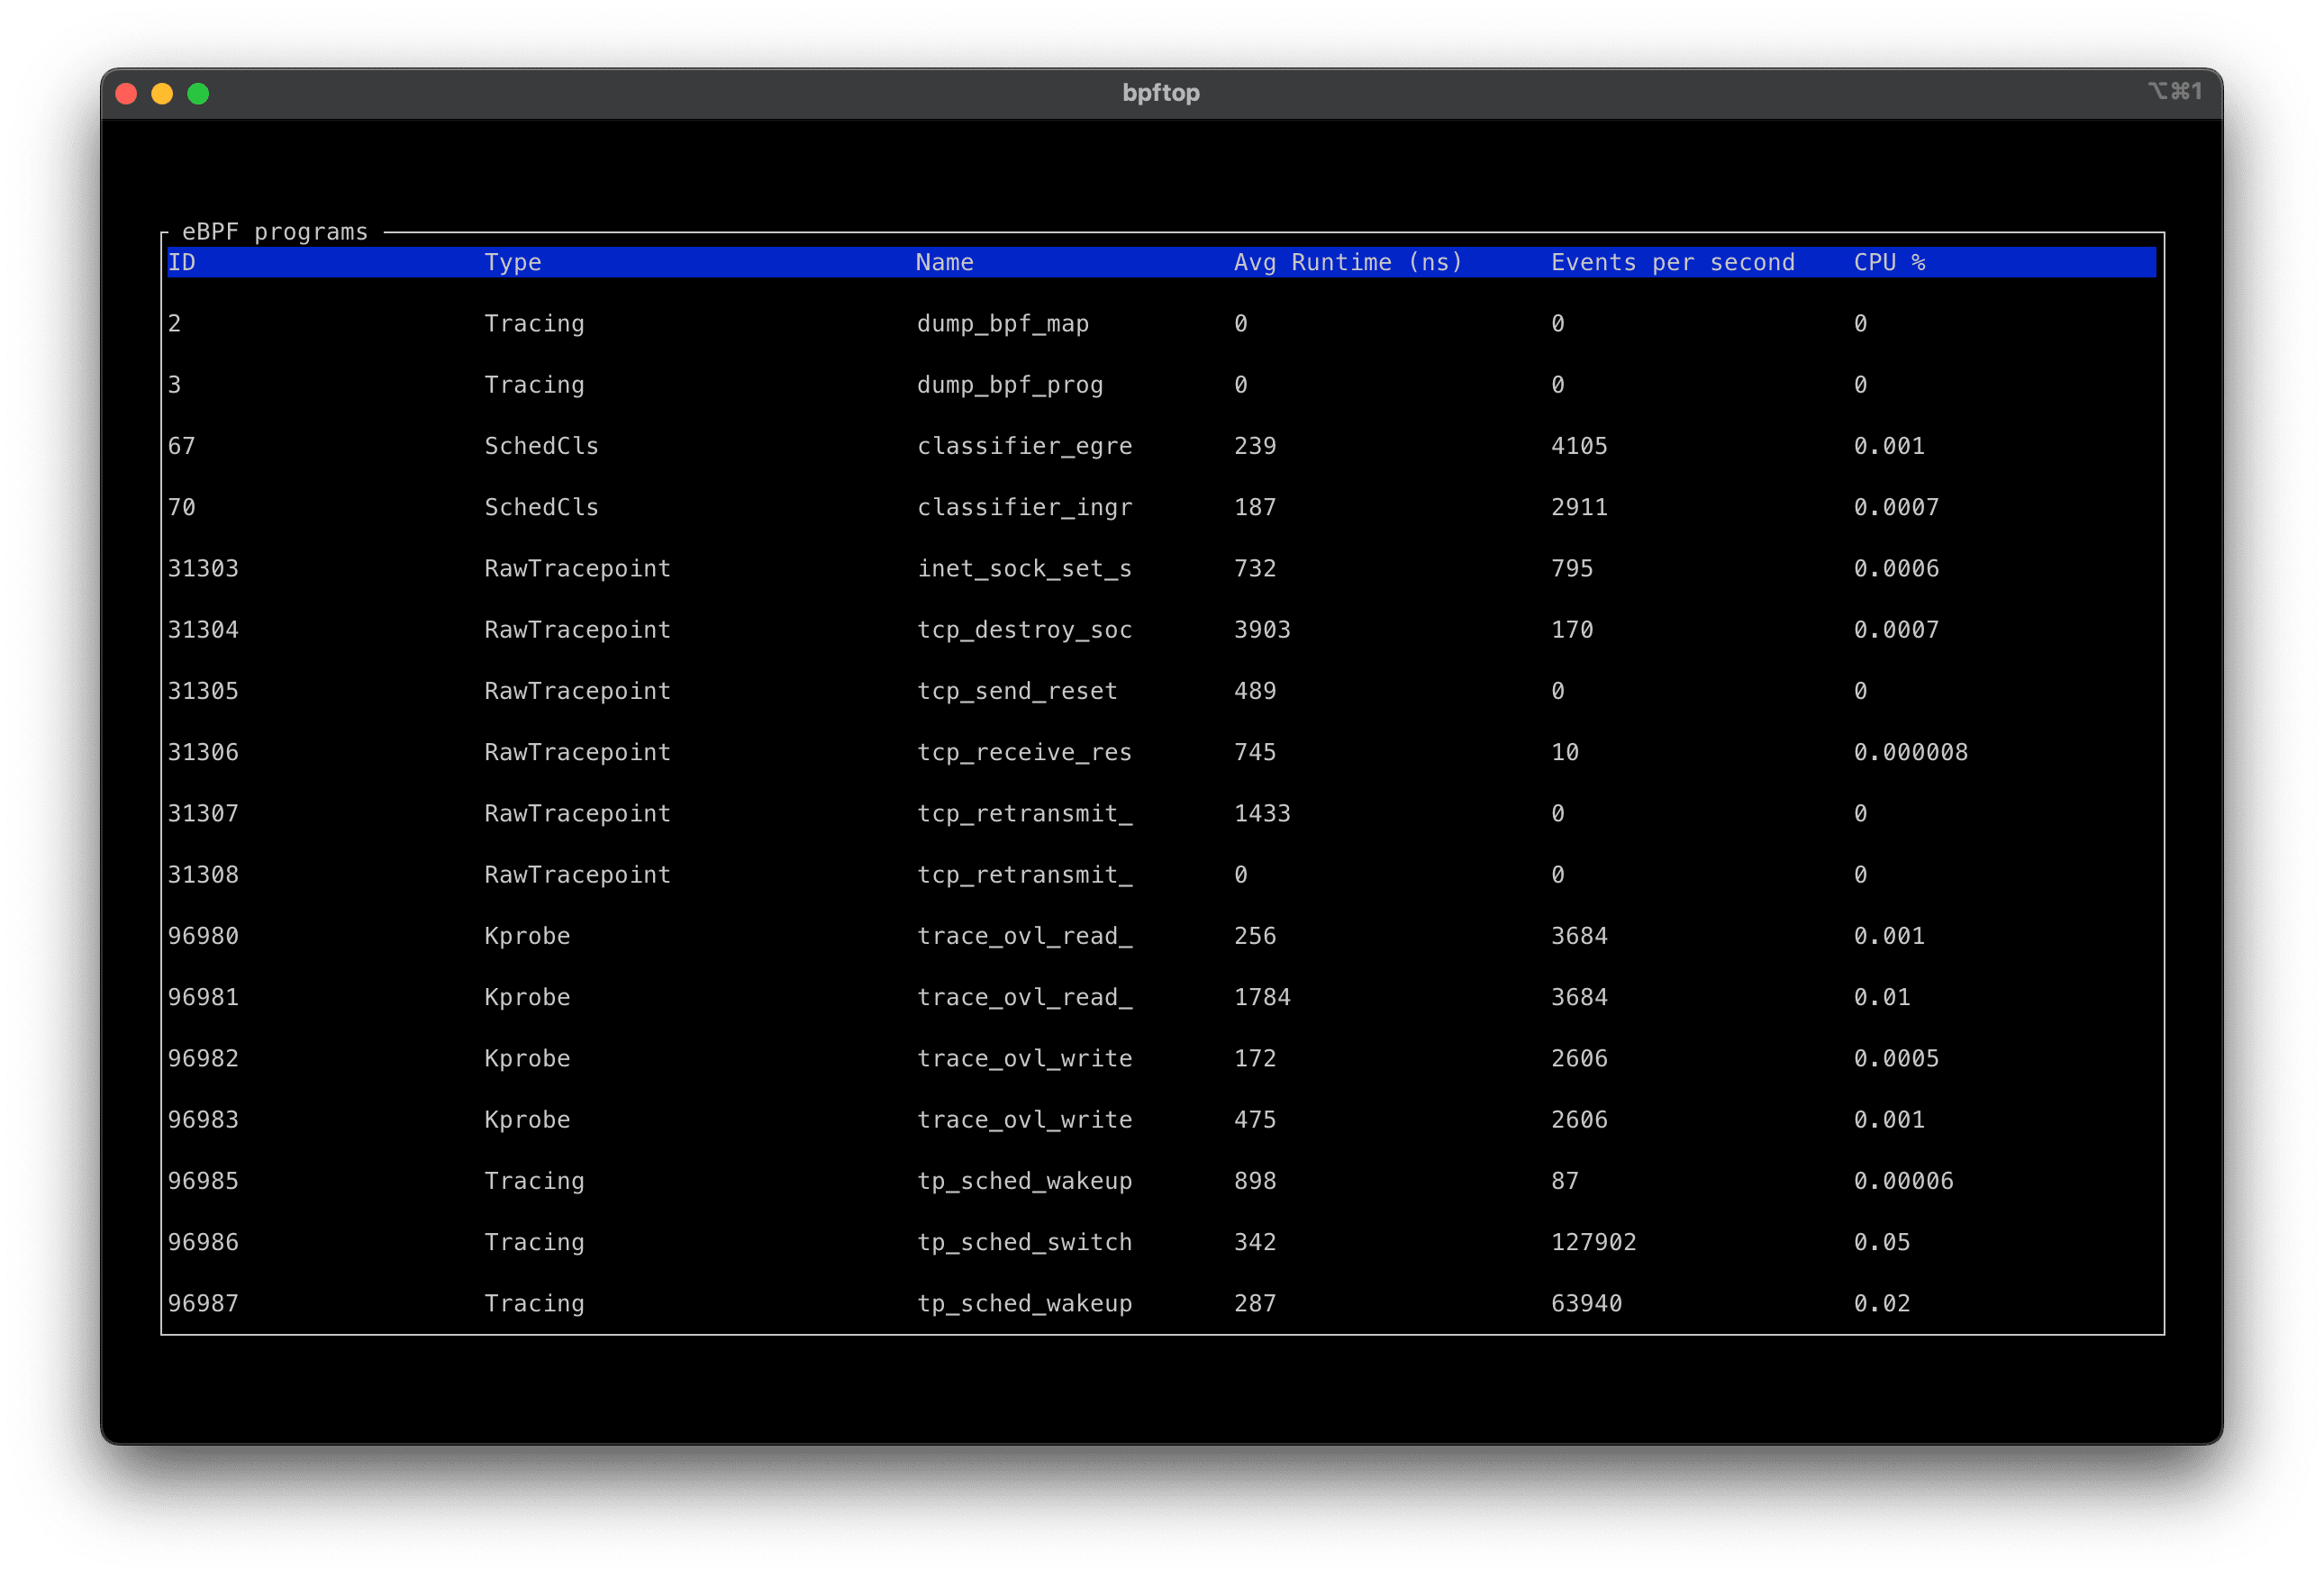 bpftop ⌥⌘1
eBPF programs
ID Type Name Avg Runtime (ns) Events per second CPU %
2 Tracing dump_bpf_map 0 0 0
3 Tracing dump_bpf_prog 0 0 0
67 SchedCls classifier_egre 239 4105 0.001
70 SchedCls classifier_ingr 187 2911 0.0007
31303 RawTracepoint inet_sock_set_s 732 795 0.0006
31304 RawTracepoint tcp_destroy_soc 3903 170 0.0007
31305 RawTracepoint tcp_send_reset 489 0 0
31306 RawTracepoint tcp_receive_res 745 10 0.000008
31307 RawTracepoint tcp_retransmit_ 1433 0 0
31308 RawTracepoint tcp_retransmit_ 0 0 0
96980 Kprobe trace_ovl_read_ 256 3684 0.001
96981 Kprobe trace_ovl_read_ 1784 3684 0.01
96982 Kprobe trace_ovl_write 172 2606 0.0005
96983 Kprobe trace_ovl_write 475 2606 0.001
96985 Tracing tp_sched_wakeup 898 87 0.00006
96986 Tracing tp_sched_switch 342 127902 0.05
96987 Tracing tp_sched_wakeup 287 63940 0.02